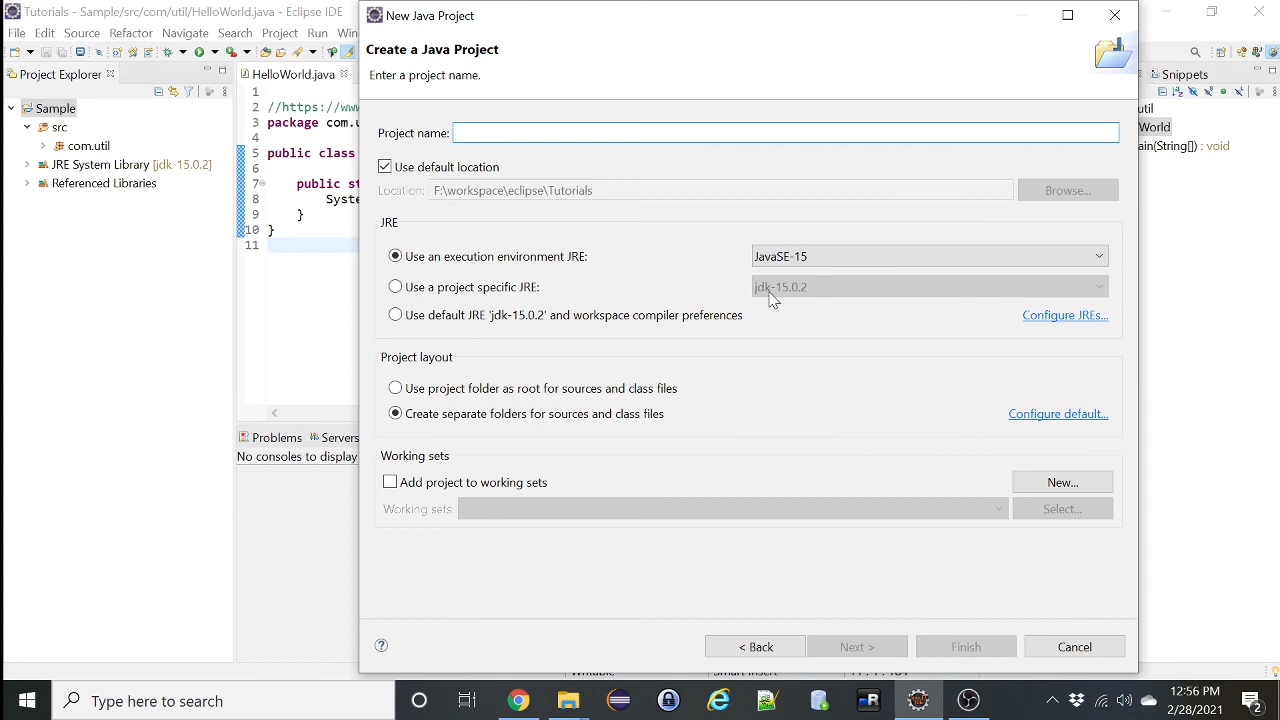 Tutorials - Sample/src/com/util/HelloWorld.java - Eclipse IDE
File Edit Source Refactor Navigate Search Project Run
Project Explorer
Sample
src
com.util
JRE System Library [jdk-15.0.2]
Referenced Libraries
HelloWorld.java
1
2 //https://
3 package com.
4
5 public class
6
7 public
8
9 }
10 }
11
Problems Servers
No consoles to display
New Java Project
Create a Java Project
Enter a project name.
Project name:
Use default location
Location: F:\workspace\eclipse\Tutorials Browse...
JRE
Use an execution environment JRE: JavaSE-15
Use a project specific JRE: jdk-15.0.2
Use default JRE 'jdk-15.0.2' and workspace compiler preferences Configure JREs...
Project layout
Use project folder as root for sources and class files
Create separate folders for sources and class files Configure default...
Working sets
Add project to working sets New...
Working sets: Select...
< Back Next > Finish Cancel
Snippets
(String[]) : void
Type here to search
12:56 PM
2/28/2021
2